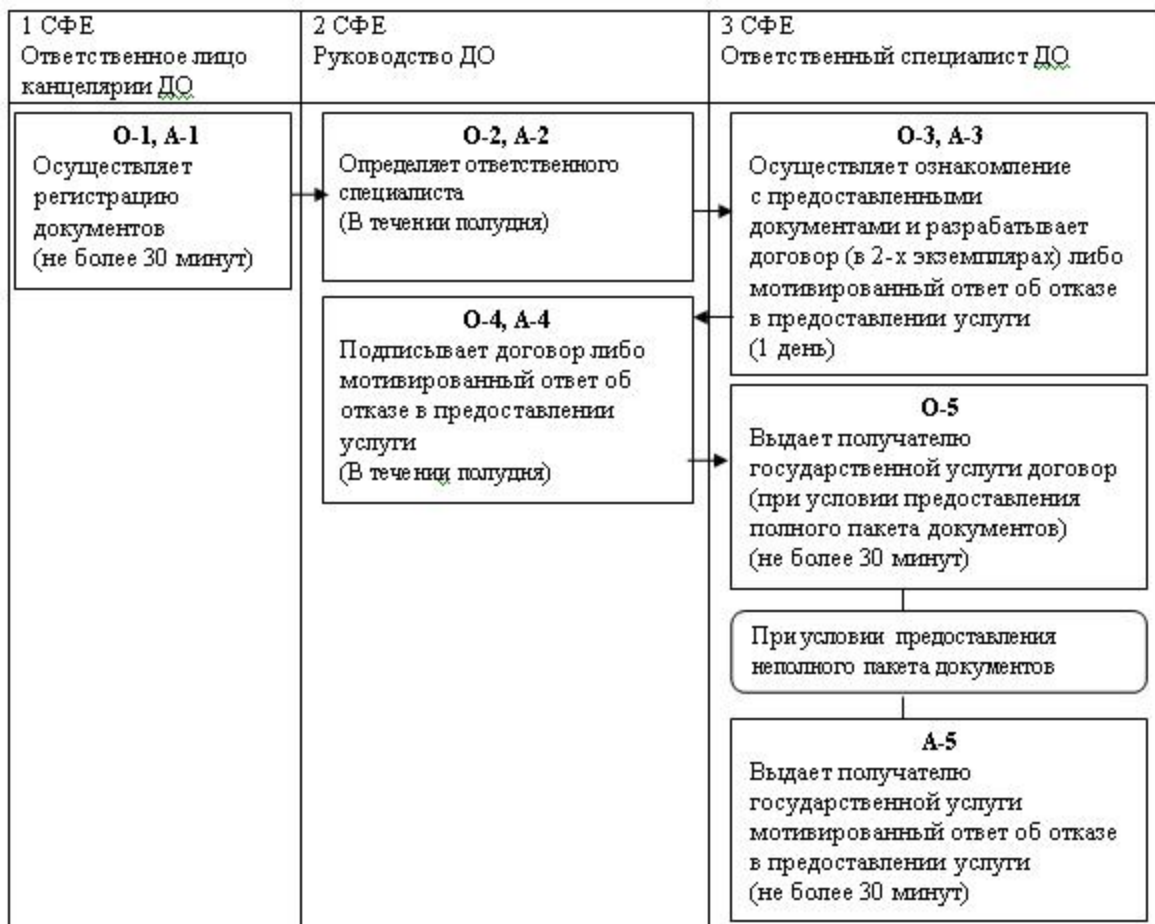 1 СФЕ
Ответственное лицо
канцелярии ДО
2 СФЕ
Руководство ДО
3 СФЕ
Ответственный специалист ДО
О-1, А-1
Осуществляет
регистрацию
документов
(не более 30 минут)
О-2, А-2
Определяет ответственного
специалиста
(В течении полудня)
О-3, А-3
Осуществляет ознакомление
с предоставленными
документами и разрабатывает
договор (в 2-х экземплярах) либо
мотивированный ответ об отказе
в предоставлении услуги
(1 день)
О-4, А-4
Подписывает договор либо
мотивированный ответ об
отказе в предоставлении
услуги
(В течении полудня)
О-5
Выдает получателю
государственной услуги договор
(при условии предоставления
полного пакета документов)
(не более 30 минут)
При условии предоставления
неполного пакета документов
А-5
Выдает получателю
государственной услуги
мотивированный ответ об отказе
в предоставлении услуги
(не более 30 минут)